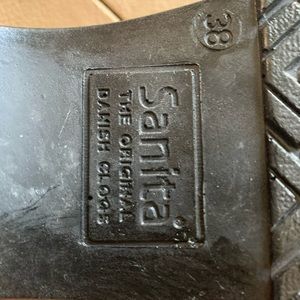 38
Sanita
THE ORIGINAL
DANISH CLOGS